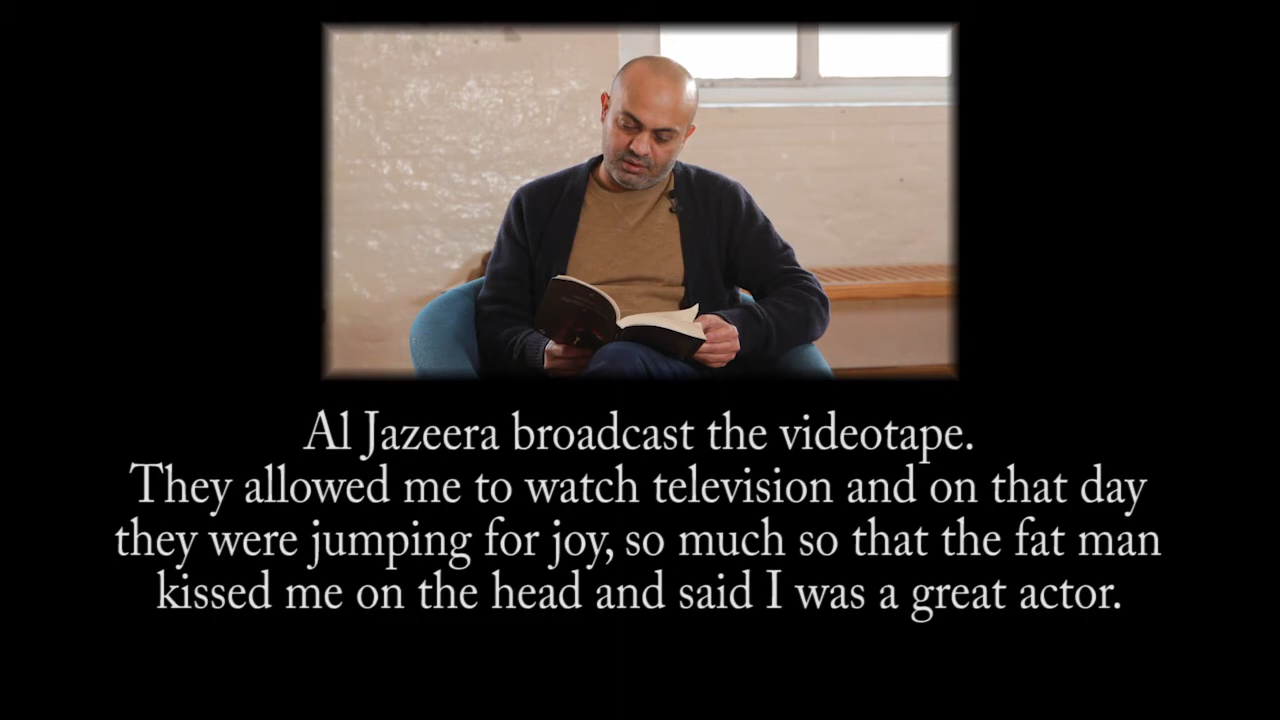 Al Jazeera broadcast the videotape.
They allowed me to watch television and on that day
they were jumping for joy, so much so that the fat man
kissed me on the head and said I was a great actor.